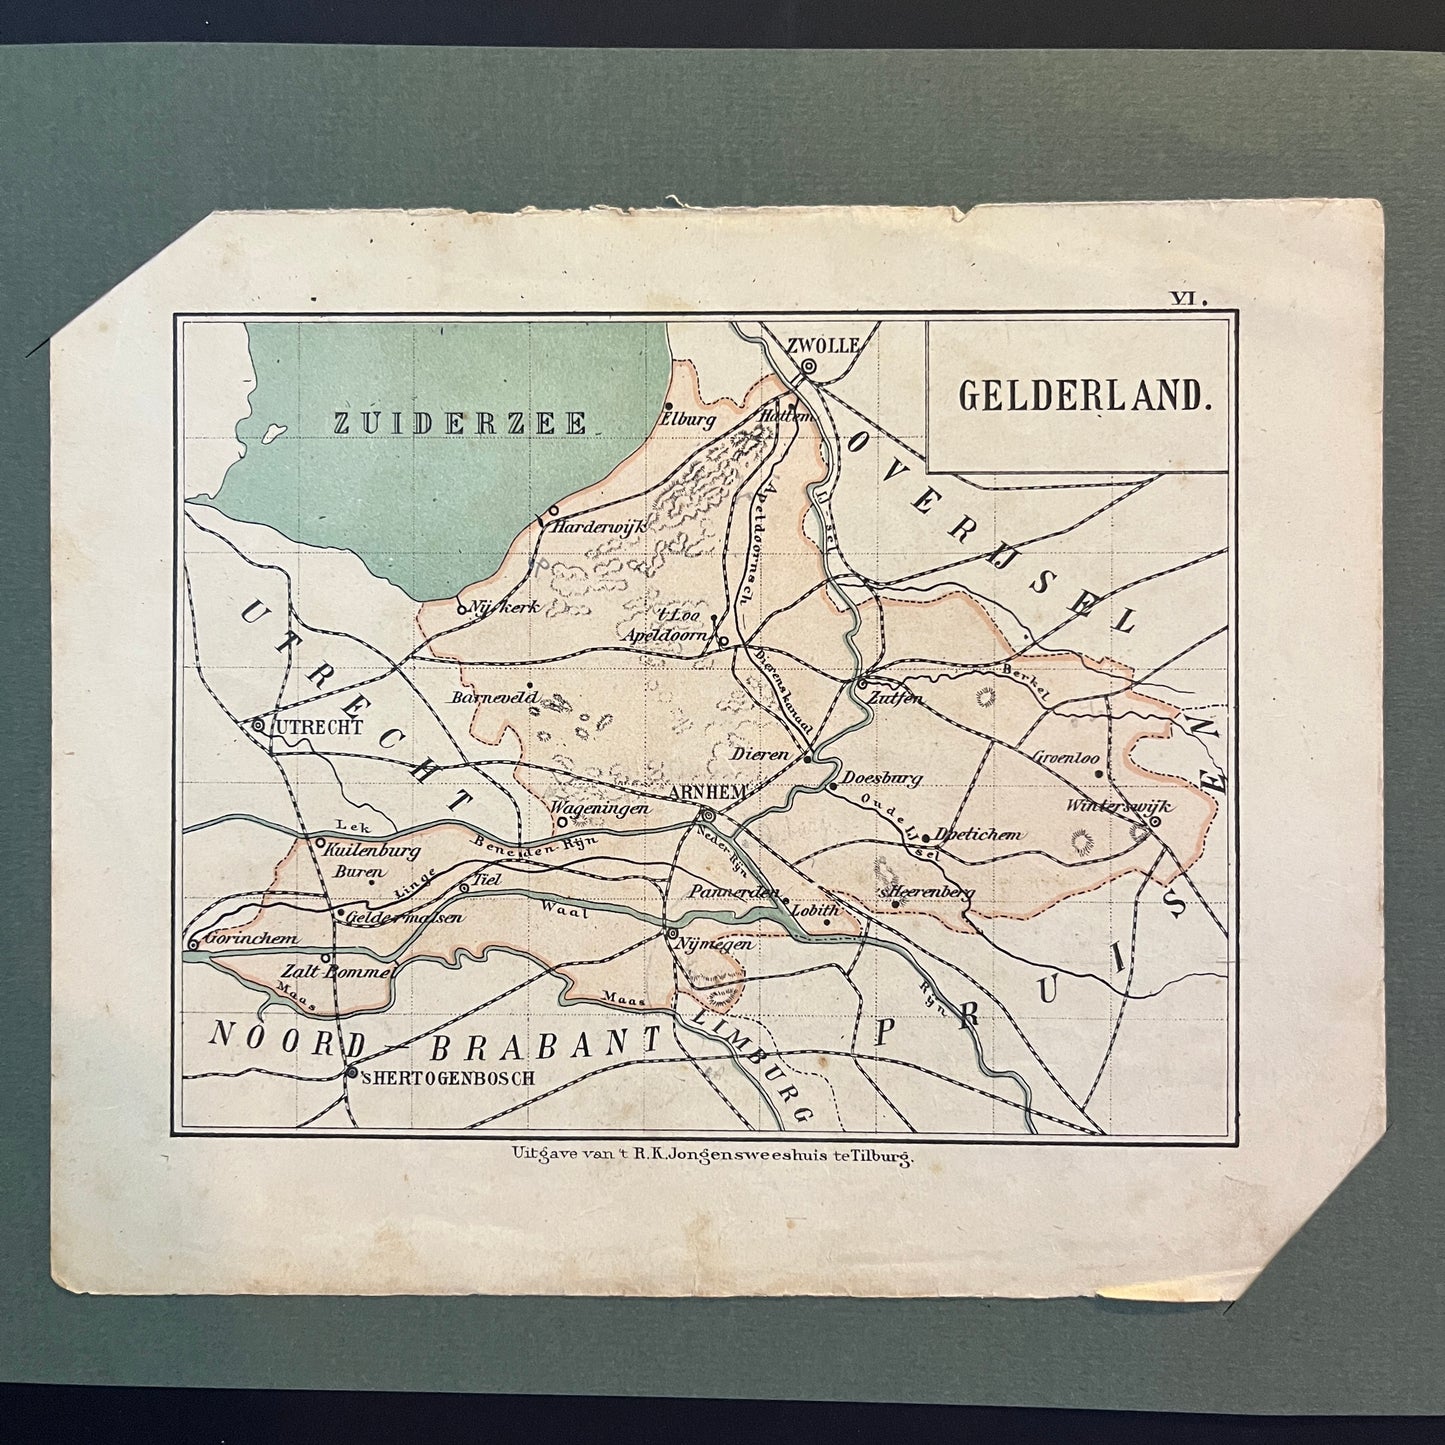 VI.
GELDERLAND.
ZUIDERZEE
ZWOLLE
Elburg
Hattem
OVERIJSEL
IJsel
Apeldoornsch
Harderwijk
Nijkerk
't Loo
Apeldoorn
UTRECHT
Dierenskanaal
Barneveld
Zutfen
Berkel
UTRECHT
Dieren
Doesburg
Groenloo
ARNHEM
Wageningen
Oude IJsel
Winterswijk
Lek
Beneden-Rijn
Neder Rijn
Doetichem
Kuilenburg
Buren
Linge
Tiel
Pannerden
's Heerenberg
Geldermalsen
Waal
Lobith
Gorinchem
Nijmegen
Zalt Bommel
Maas
Maas
Rijn
PRUISEN
NOORD-BRABANT
LIMBURG
'sHERTOGENBOSCH
Uitgave van 't R.K. Jongensweeshuis te Tilburg.